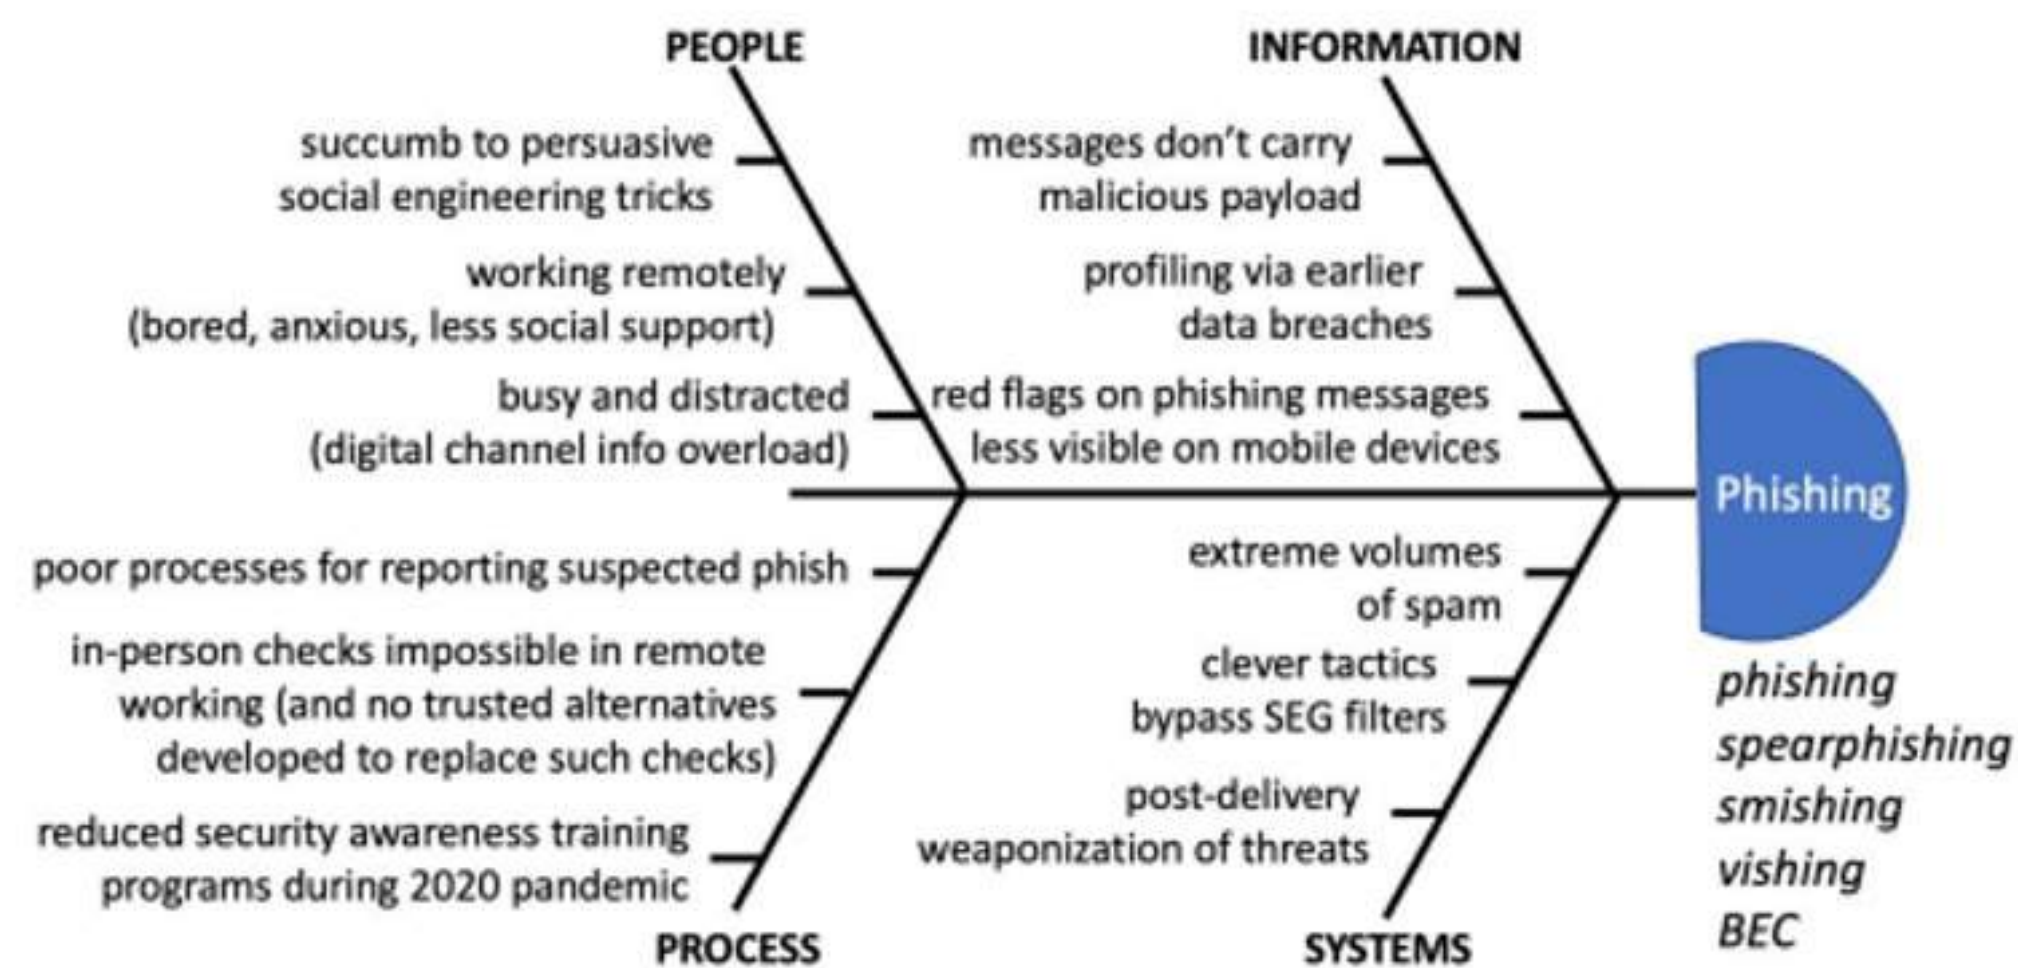 PEOPLE
succumb to persuasive
social engineering tricks
working remotely
(bored, anxious, less social support)
busy and distracted
(digital channel info overload)
INFORMATION
messages don't carry
malicious payload
profiling via earlier
data breaches
red flags on phishing messages
less visible on mobile devices
Phishing
poor processes for reporting suspected phish
in-person checks impossible in remote
working (and no trusted alternatives
developed to replace such checks)
reduced security awareness training
programs during 2020 pandemic
PROCESS
extreme volumes
of spam
clever tactics
bypass SEG filters
post-delivery
weaponization of threats
SYSTEMS
phishing
spearphishing
smishing
vishing
BEC